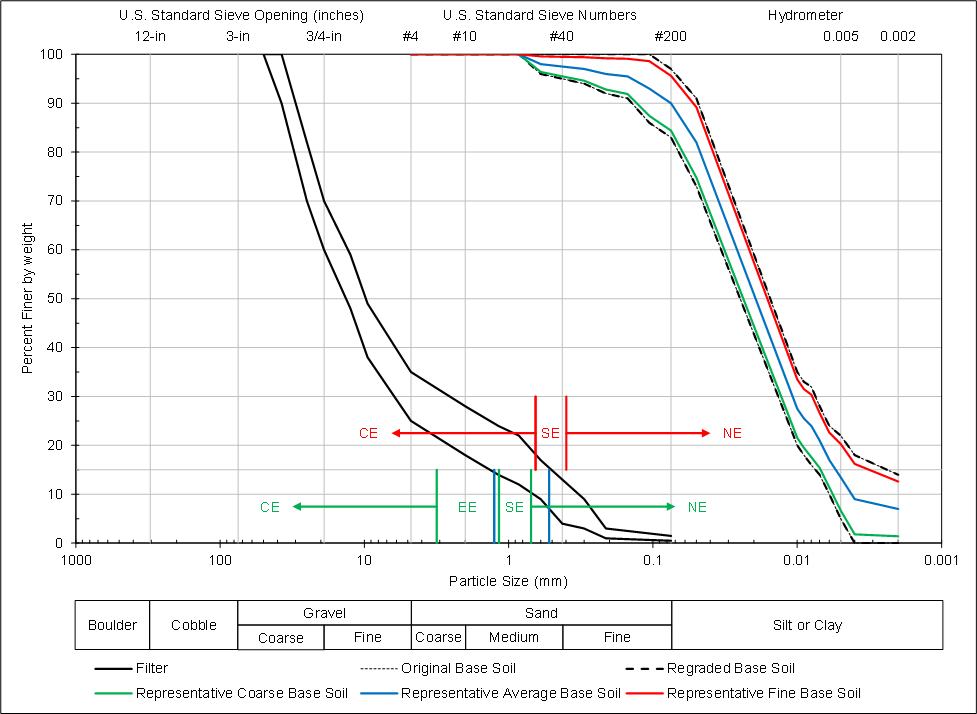 U.S. Standard Sieve Opening (inches) U.S. Standard Sieve Numbers Hydrometer
12-in 3-in 3/4-in #4 #10 #40 #200 0.005 0.002
100
90
80
70
60
50
40
30
20
10
0
Percent Finer by weight
CE SE NE
CE EE SE NE
1000 100 10 1 0.1 0.01 0.001
Particle Size (mm)
Boulder Cobble Gravel Sand Silt or Clay
Coarse Fine Coarse Medium Fine
Filter Original Base Soil Regraded Base Soil
Representative Coarse Base Soil Representative Average Base Soil Representative Fine Base Soil